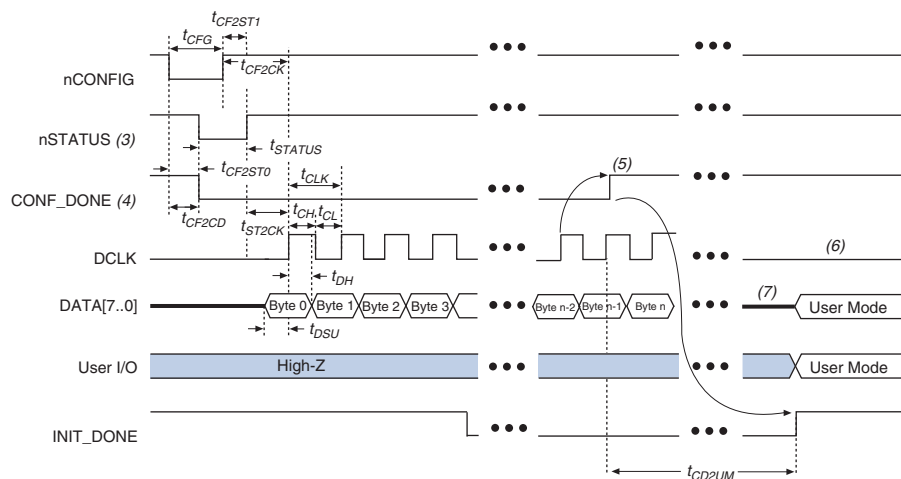 tCF2ST1
tCFG
tCF2CK
nCONFIG
nSTATUS (3)
tSTATUS
tCF2ST0
tCLK
(5)
CONF_DONE (4)
tCF2CD
tST2CK
tCH
tCL
DCLK
(6)
tDH
DATA[7..0]
Byte 0
Byte 1
Byte 2
Byte 3
Byte n-2
Byte n-1
Byte n
(7)
User Mode
tDSU
User I/O
High-Z
User Mode
INIT_DONE
tCD2UM